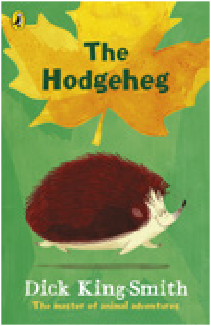 The
Hodgeheg
Dick King-Smith
The master of animal adventures